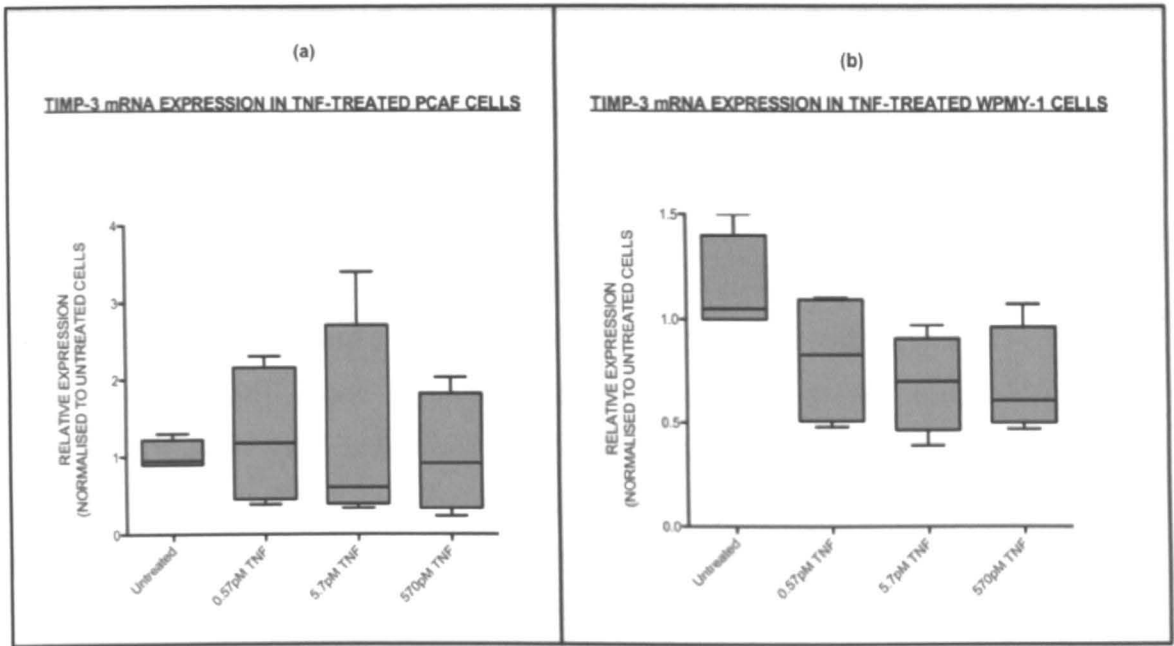 (a)
TIMP-3 mRNA EXPRESSION IN TNF-TREATED PCAF CELLS
RELATIVE EXPRESSION
(NORMALISED TO UNTREATED CELLS
4
3
2
1
0
Untreated
0.57pM TNF
5.7pM TNF
570pM TNF
(b)
TIMP-3 mRNA EXPRESSION IN TNF-TREATED WPMY-1 CELLS
RELATIVE EXPRESSION
(NORMALISED TO UNTREATED CELLS
1.5
1.0
0.5
0.0
Untreated
0.57pM TNF
5.7pM TNF
570pM TNF